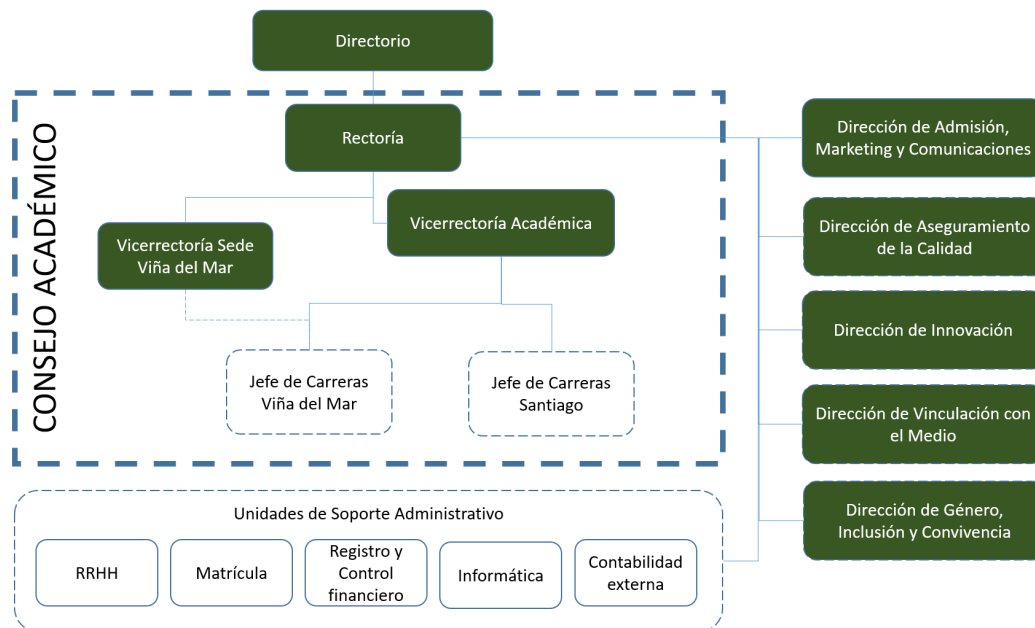 Directorio
CONSEJO ACADÉMICO
Rectoría
Vicerrectoría Académica
Vicerrectoría Sede
Viña del Mar
Jefe de Carreras
Viña del Mar
Jefe de Carreras
Santiago
Dirección de Admisión,
Marketing y Comunicaciones
Dirección de Aseguramiento
de la Calidad
Dirección de Innovación
Dirección de Vinculación con
el Medio
Dirección de Género,
Inclusión y Convivencia
Unidades de Soporte Administrativo
RRHH
Matrícula
Registro y
Control
financiero
Informática
Contabilidad
externa